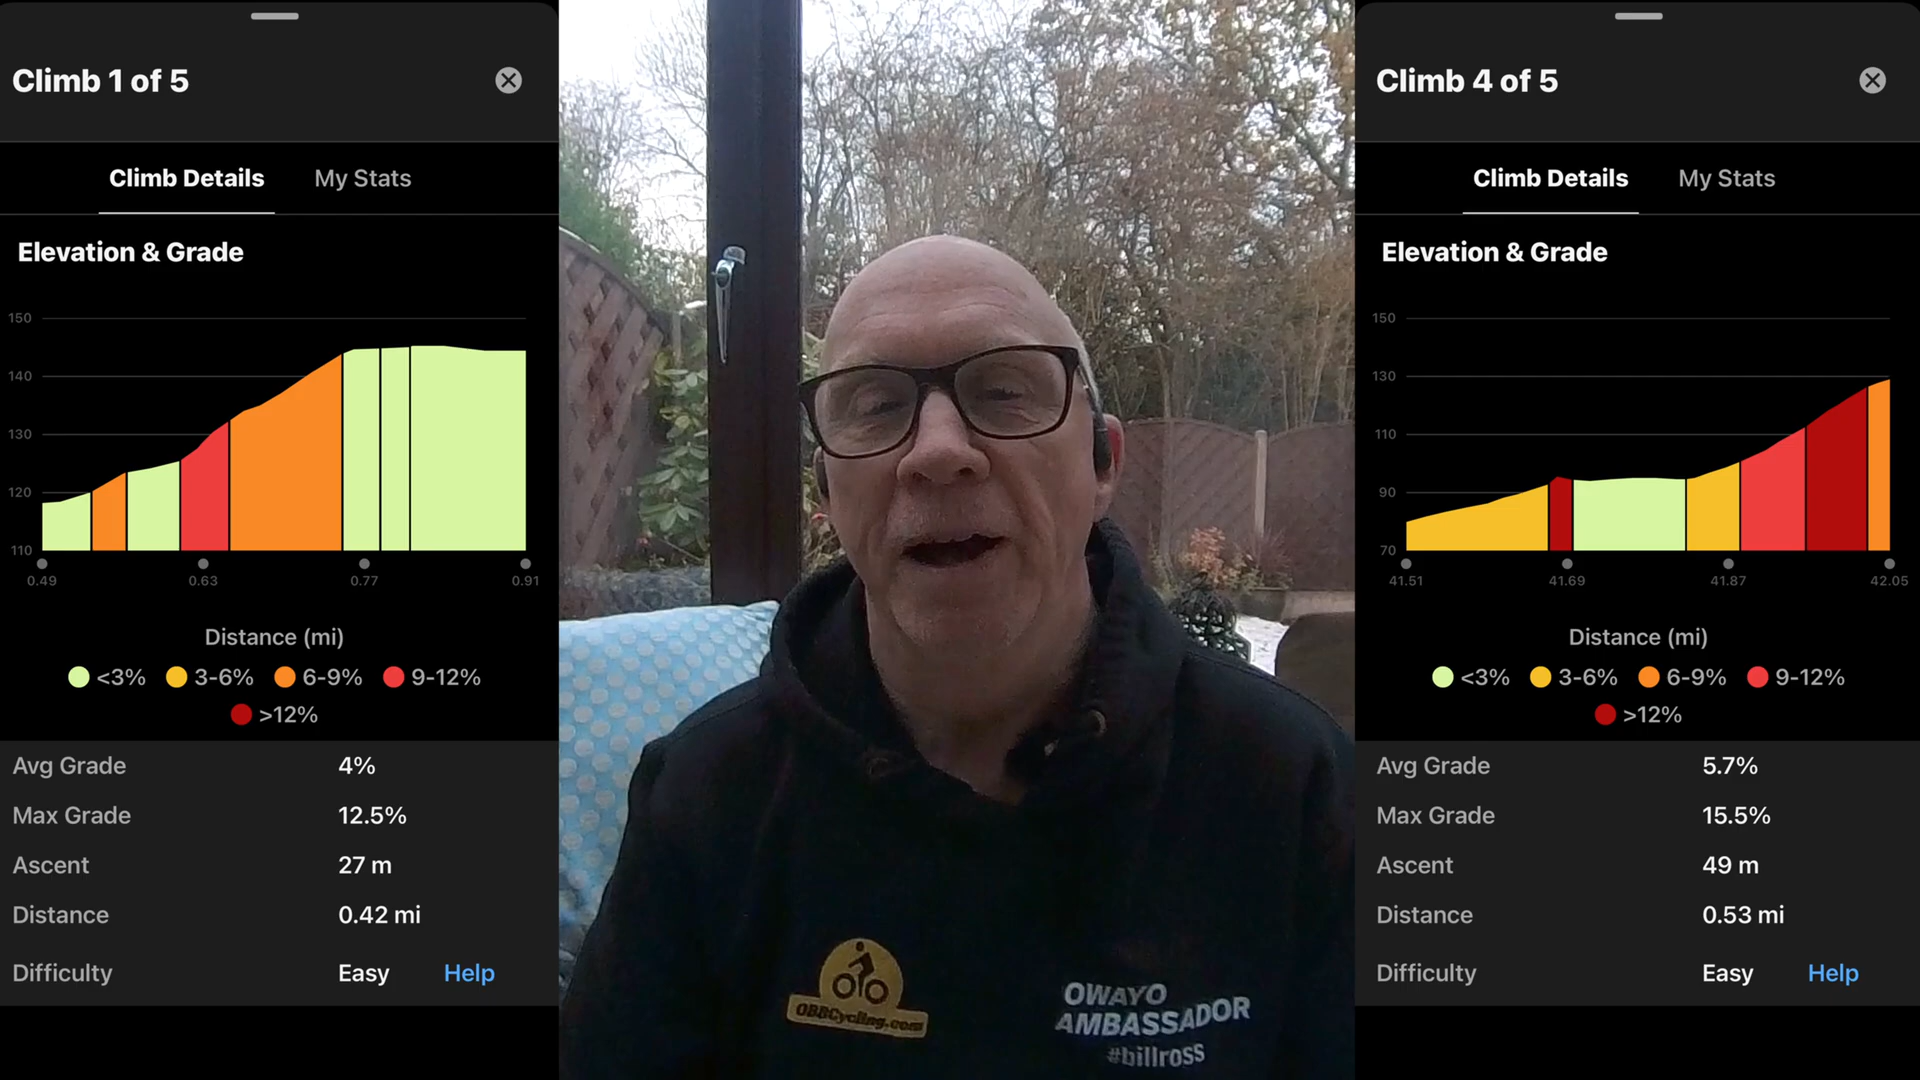 Climb 1 of 5
Climb Details My Stats
Elevation & Grade
150
140
130
120
110
0.49 0.63 0.77 0.91
Distance (mi)
<3% 3-6% 6-9% 9-12%
>12%
Avg Grade 4%
Max Grade 12.5%
Ascent 27 m
Distance 0.42 mi
Difficulty Easy Help
OBBCycling.com
OWAYO
AMBASSADOR
#billross
Climb 4 of 5
Climb Details My Stats
Elevation & Grade
150
130
110
90
70
41.51 41.69 41.87 42.05
Distance (mi)
<3% 3-6% 6-9% 9-12%
>12%
Avg Grade 5.7%
Max Grade 15.5%
Ascent 49 m
Distance 0.53 mi
Difficulty Easy Help